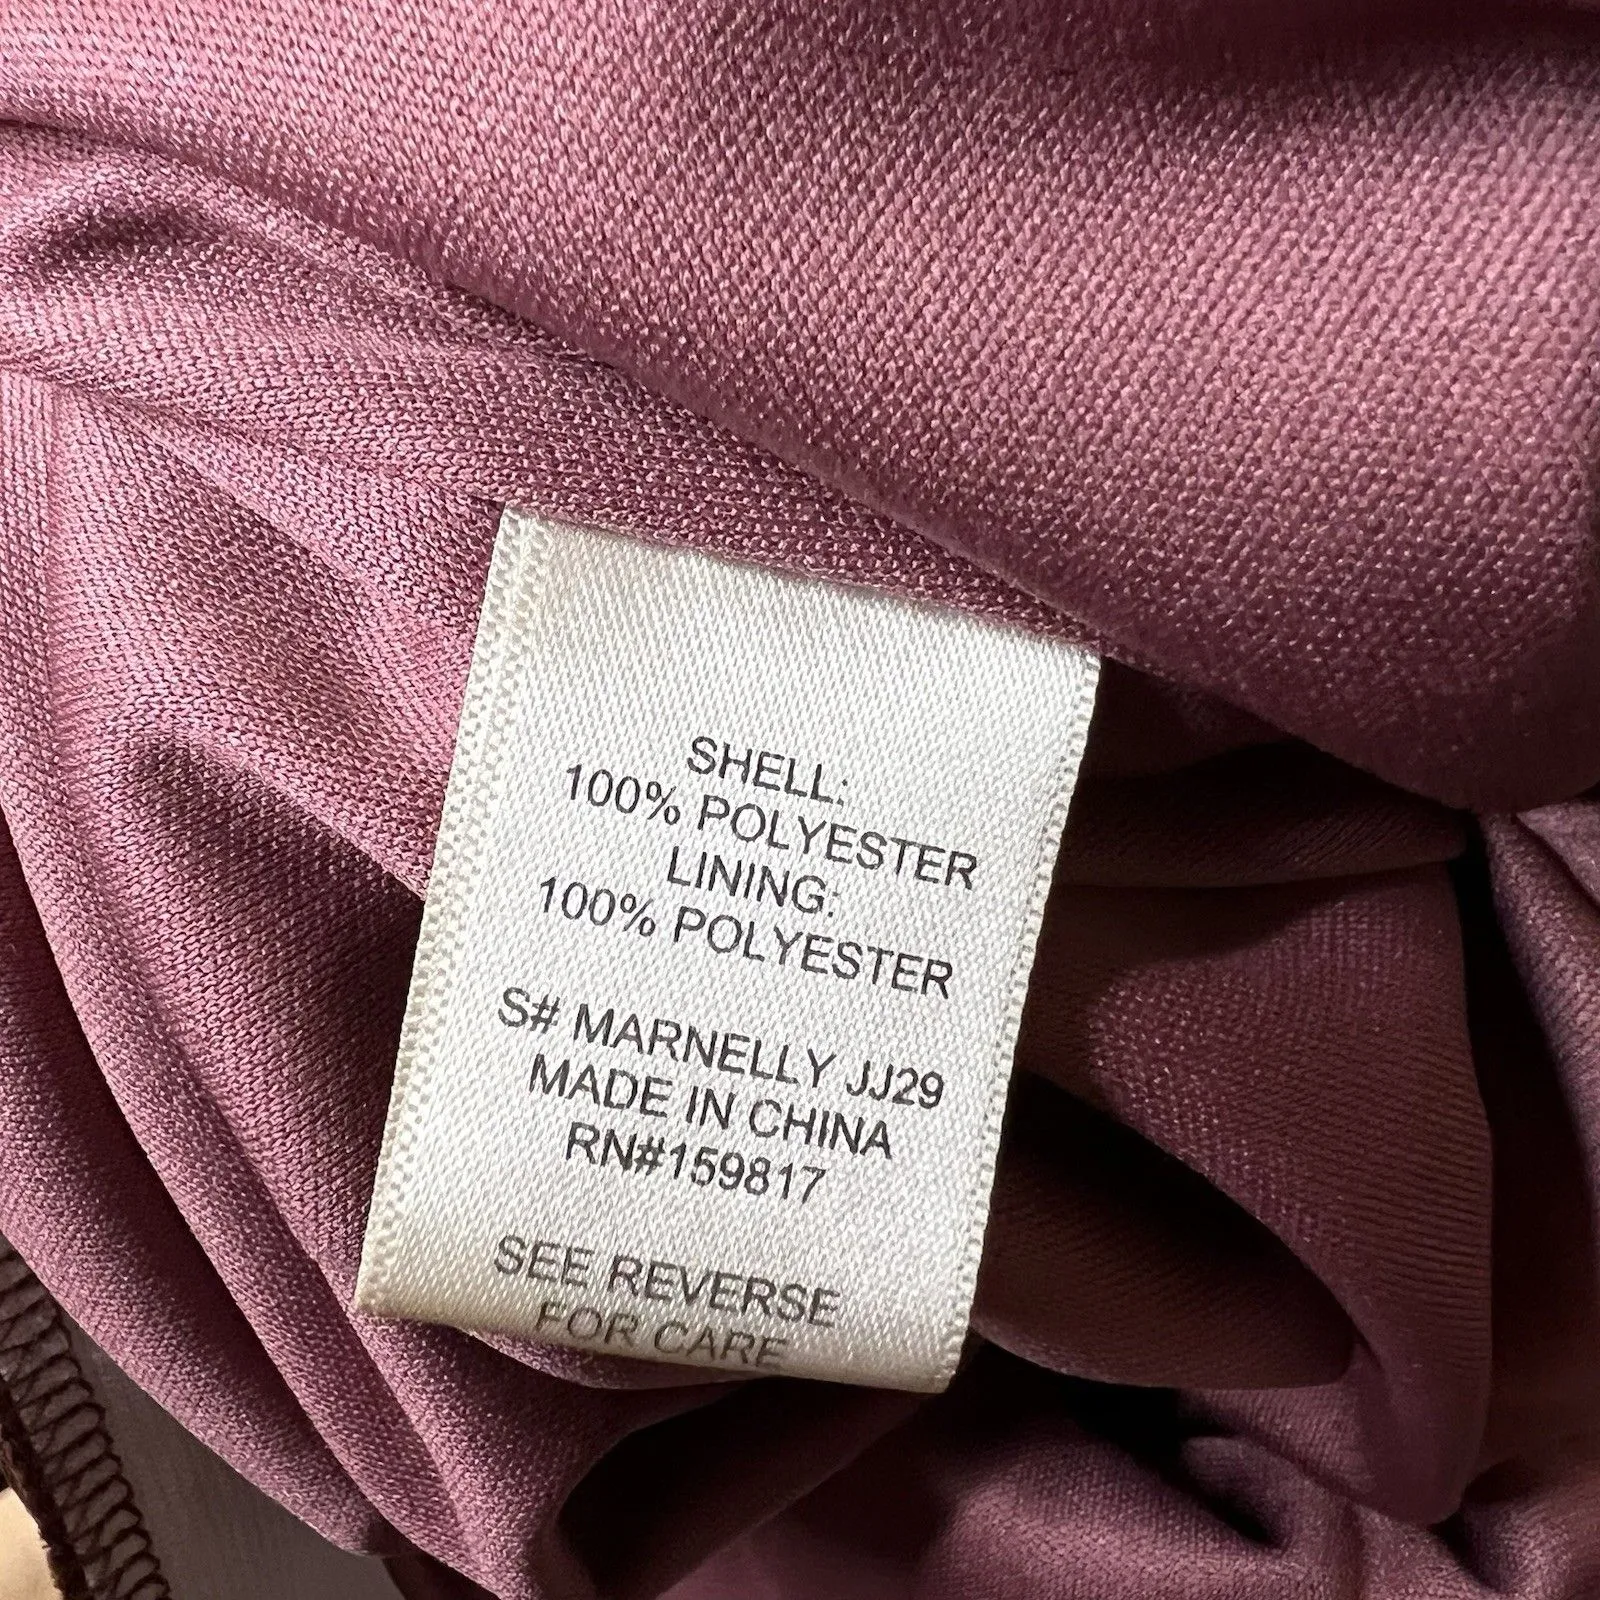 SHELL:
100% POLYESTER
LINING:
100% POLYESTER
S# MARNELLY JJ29
MADE IN CHINA
RN#159817
SEE REVERSE
FOR CARE